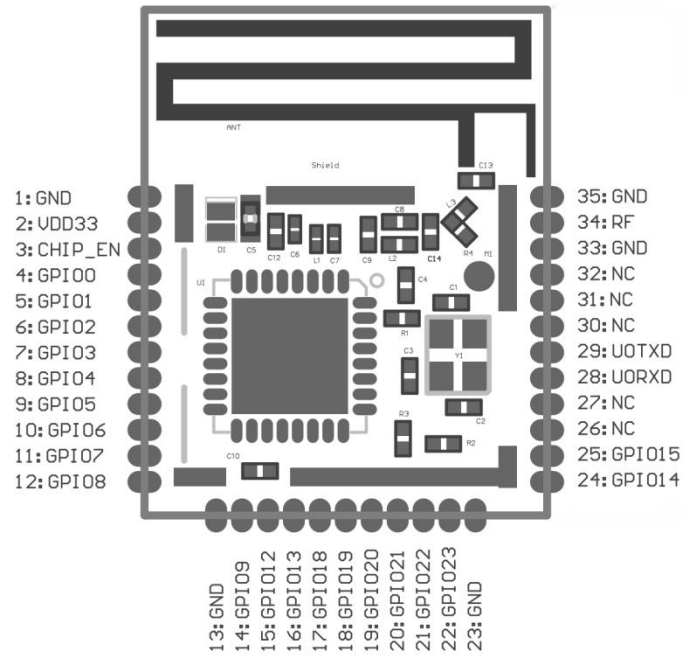 ANT
Shield
C13
1: GND
2: VDD33
3: CHIP_EN
4: GPIO0
5: GPIO1
6: GPIO2
7: GPIO3
8: GPIO4
9: GPIO5
10: GPIO6
11: GPIO7
12: GPIO8
35: GND
34: RF
33: GND
32: NC
31: NC
30: NC
29: U0TXD
28: U0RXD
27: NC
26: NC
25: GPIO15
24: GPIO14
L3
C8
D1
C5
C12
C6
L1
C7
C9
L2
C14
R4
M1
U1
C4
C1
R1
Y1
C3
C2
R3
R2
C10
13: GND
14: GPIO9
15: GPIO12
16: GPIO13
17: GPIO18
18: GPIO19
19: GPIO20
20: GPIO21
21: GPIO22
22: GPIO23
23: GND